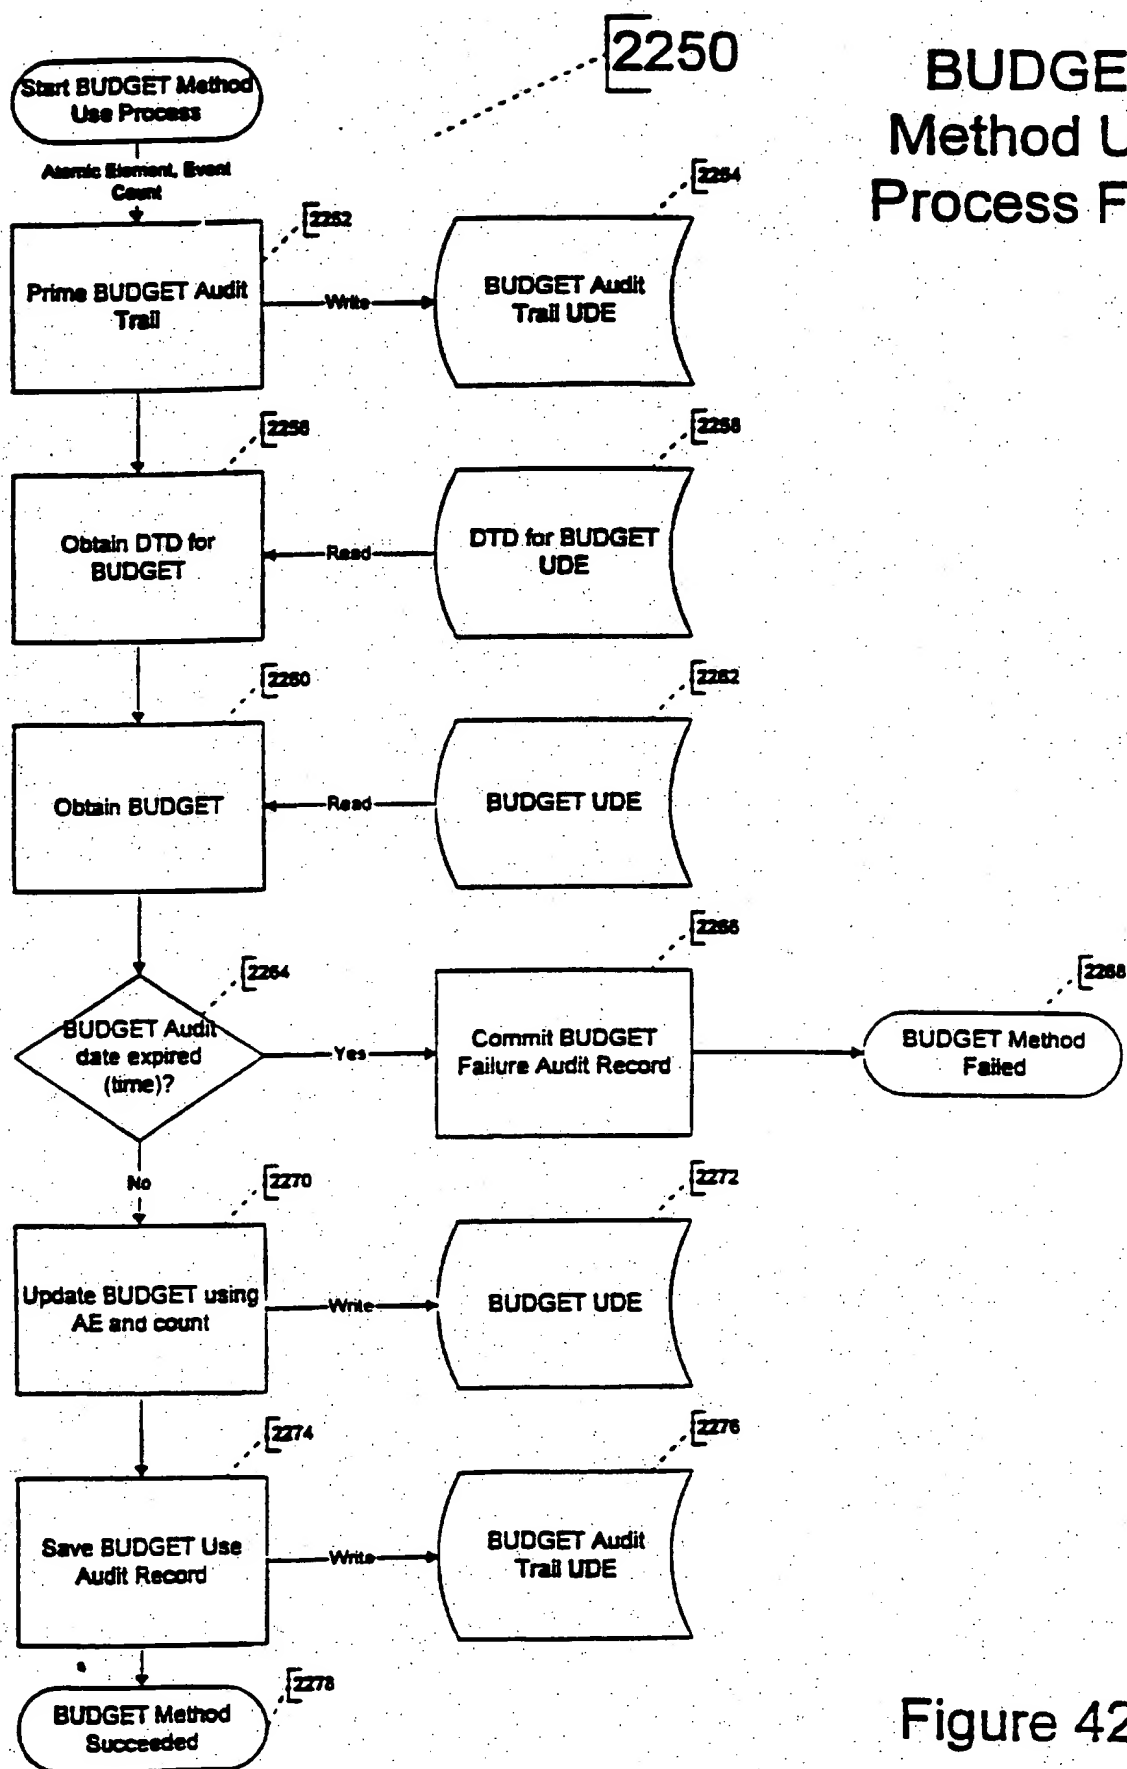 2250
BUDGE
Method U
Process F
Start BUDGET Method
Use Process
Atomic Element, Event
Count
2252
2254
Prime BUDGET Audit
Trail
Write
BUDGET Audit
Trail UDE
2256
2258
Obtain DTD for
BUDGET
Read
DTD for BUDGET
UDE
2260
2262
Obtain BUDGET
Read
BUDGET UDE
2264
2266
2268
BUDGET Audit
date expired
(time)?
Yes
Commit BUDGET
Failure Audit Record
BUDGET Method
Failed
No
2270
2272
Update BUDGET using
AE and count
Write
BUDGET UDE
2274
2276
Save BUDGET Use
Audit Record
Write
BUDGET Audit
Trail UDE
2278
BUDGET Method
Succeeded
Figure 42